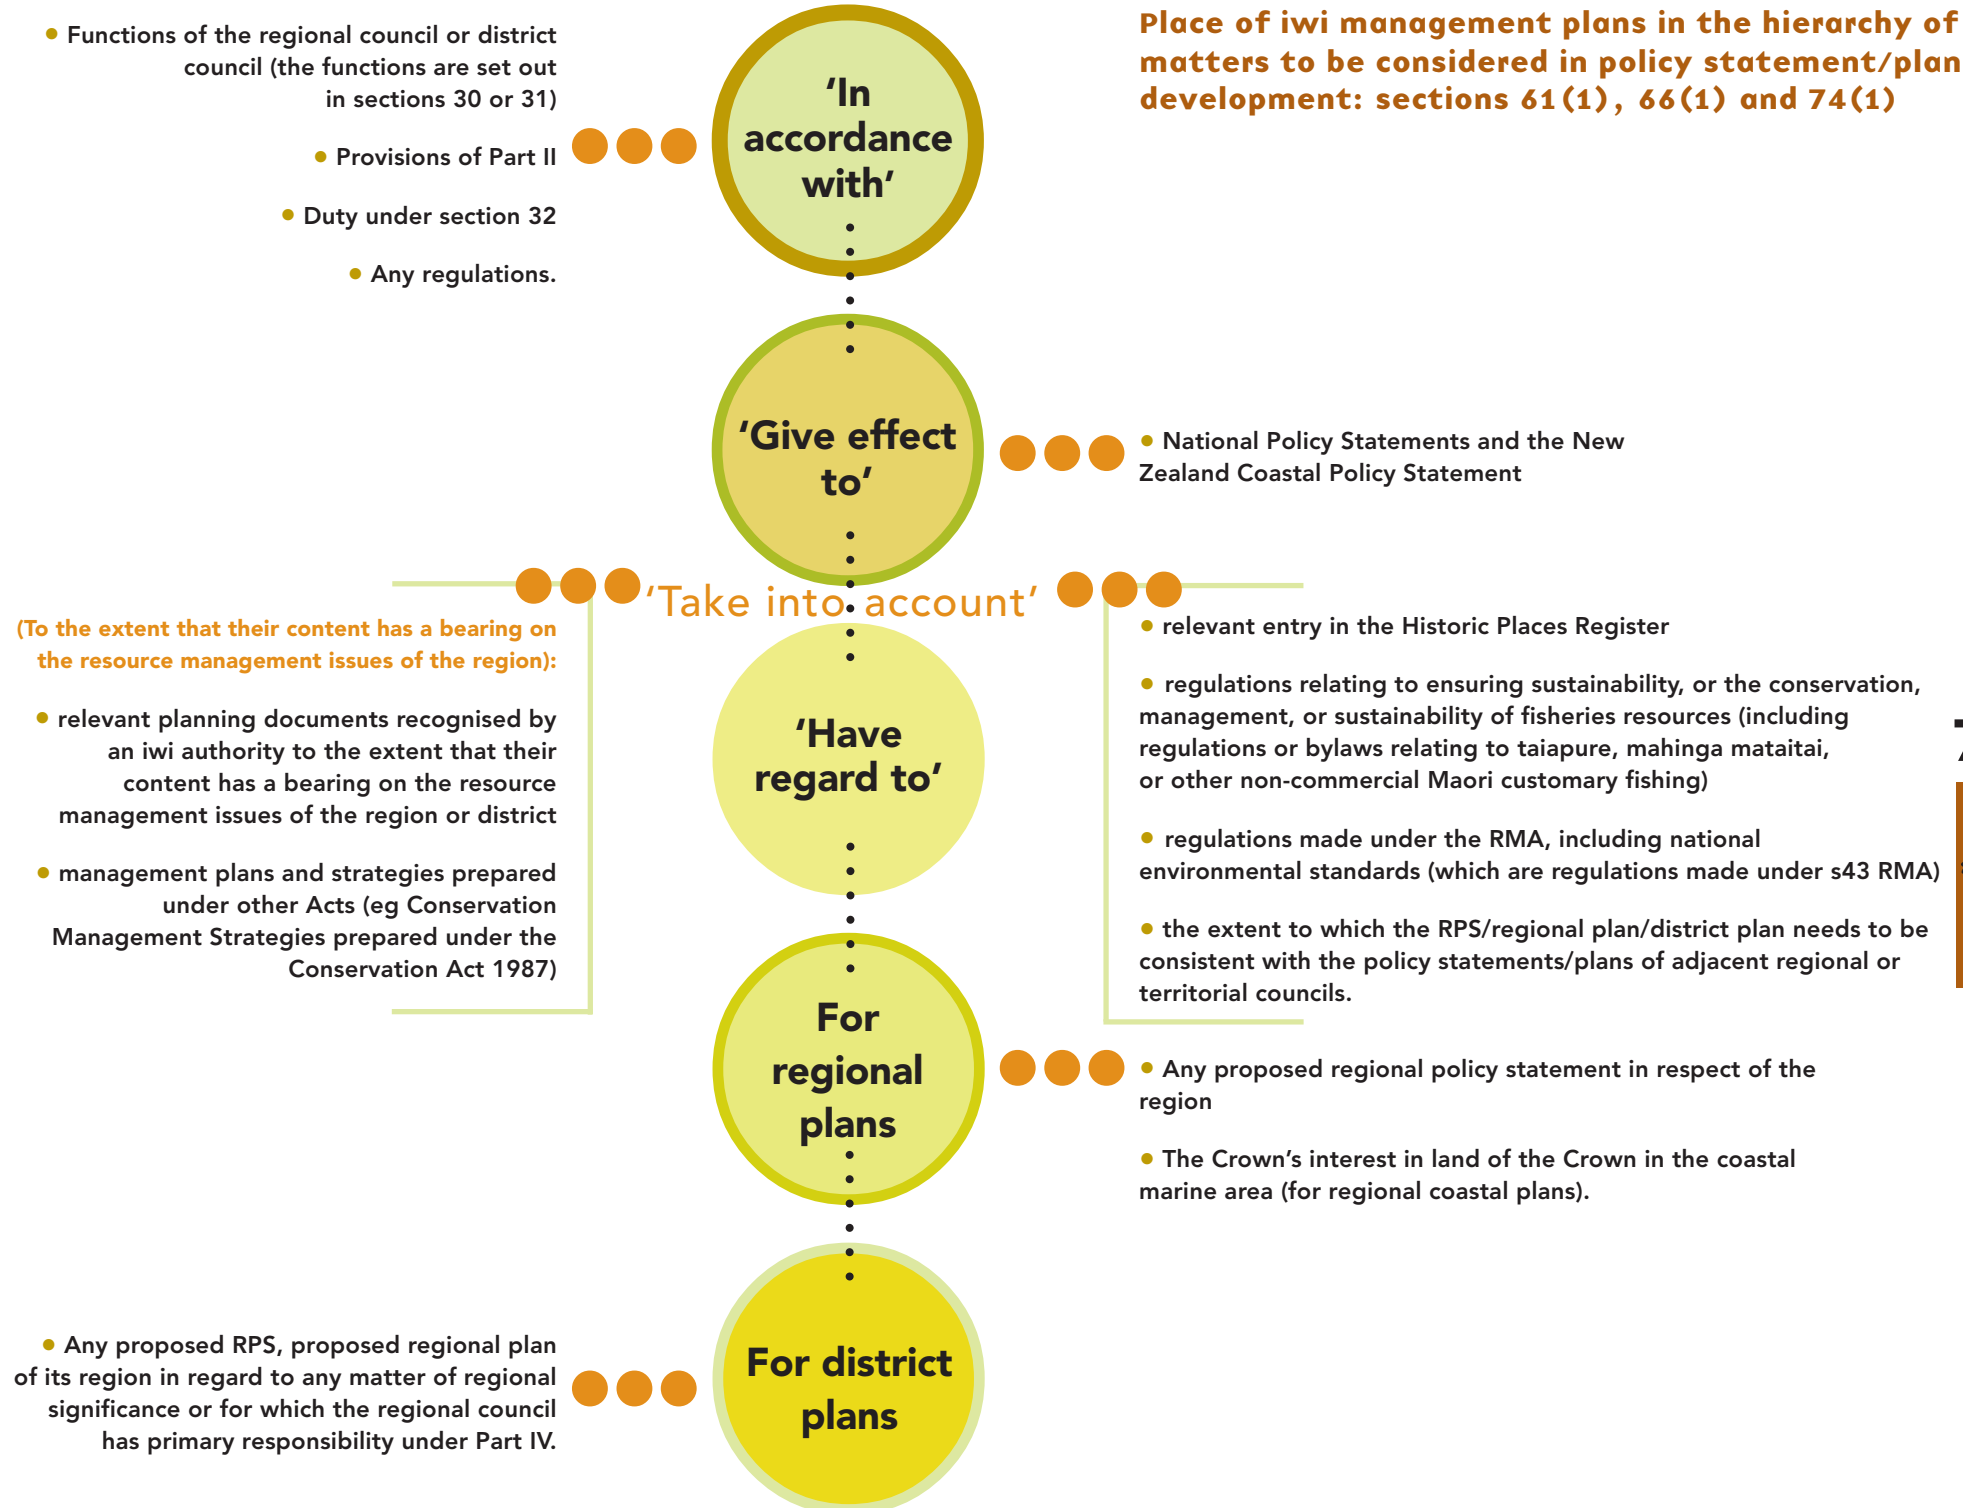 Place of iwi management plans in the hierarchy of
matters to be considered in policy statement/plan
development: sections 61(1), 66(1) and 74(1)
• Functions of the regional council or district
council (the functions are set out
in sections 30 or 31)
• Provisions of Part II
• Duty under section 32
• Any regulations.
'In
accordance
with'
'Give effect
to'
• National Policy Statements and the New
Zealand Coastal Policy Statement
'Take into account'
(To the extent that their content has a bearing on
the resource management issues of the region):
• relevant planning documents recognised by
an iwi authority to the extent that their
content has a bearing on the resource
management issues of the region or district
• management plans and strategies prepared
under other Acts (eg Conservation
Management Strategies prepared under the
Conservation Act 1987)
'Have
regard to'
• relevant entry in the Historic Places Register
• regulations relating to ensuring sustainability, or the conservation,
management, or sustainability of fisheries resources (including
regulations or bylaws relating to taiapure, mahinga mataitai,
or other non-commercial Maori customary fishing)
• regulations made under the RMA, including national
environmental standards (which are regulations made under s43 RMA)
• the extent to which the RPS/regional plan/district plan needs to be
consistent with the policy statements/plans of adjacent regional or
territorial councils.
For
regional
plans
• Any proposed regional policy statement in respect of the
region
• The Crown's interest in land of the Crown in the coastal
marine area (for regional coastal plans).
• Any proposed RPS, proposed regional plan
of its region in regard to any matter of regional
significance or for which the regional council
has primary responsibility under Part IV.
For district
plans